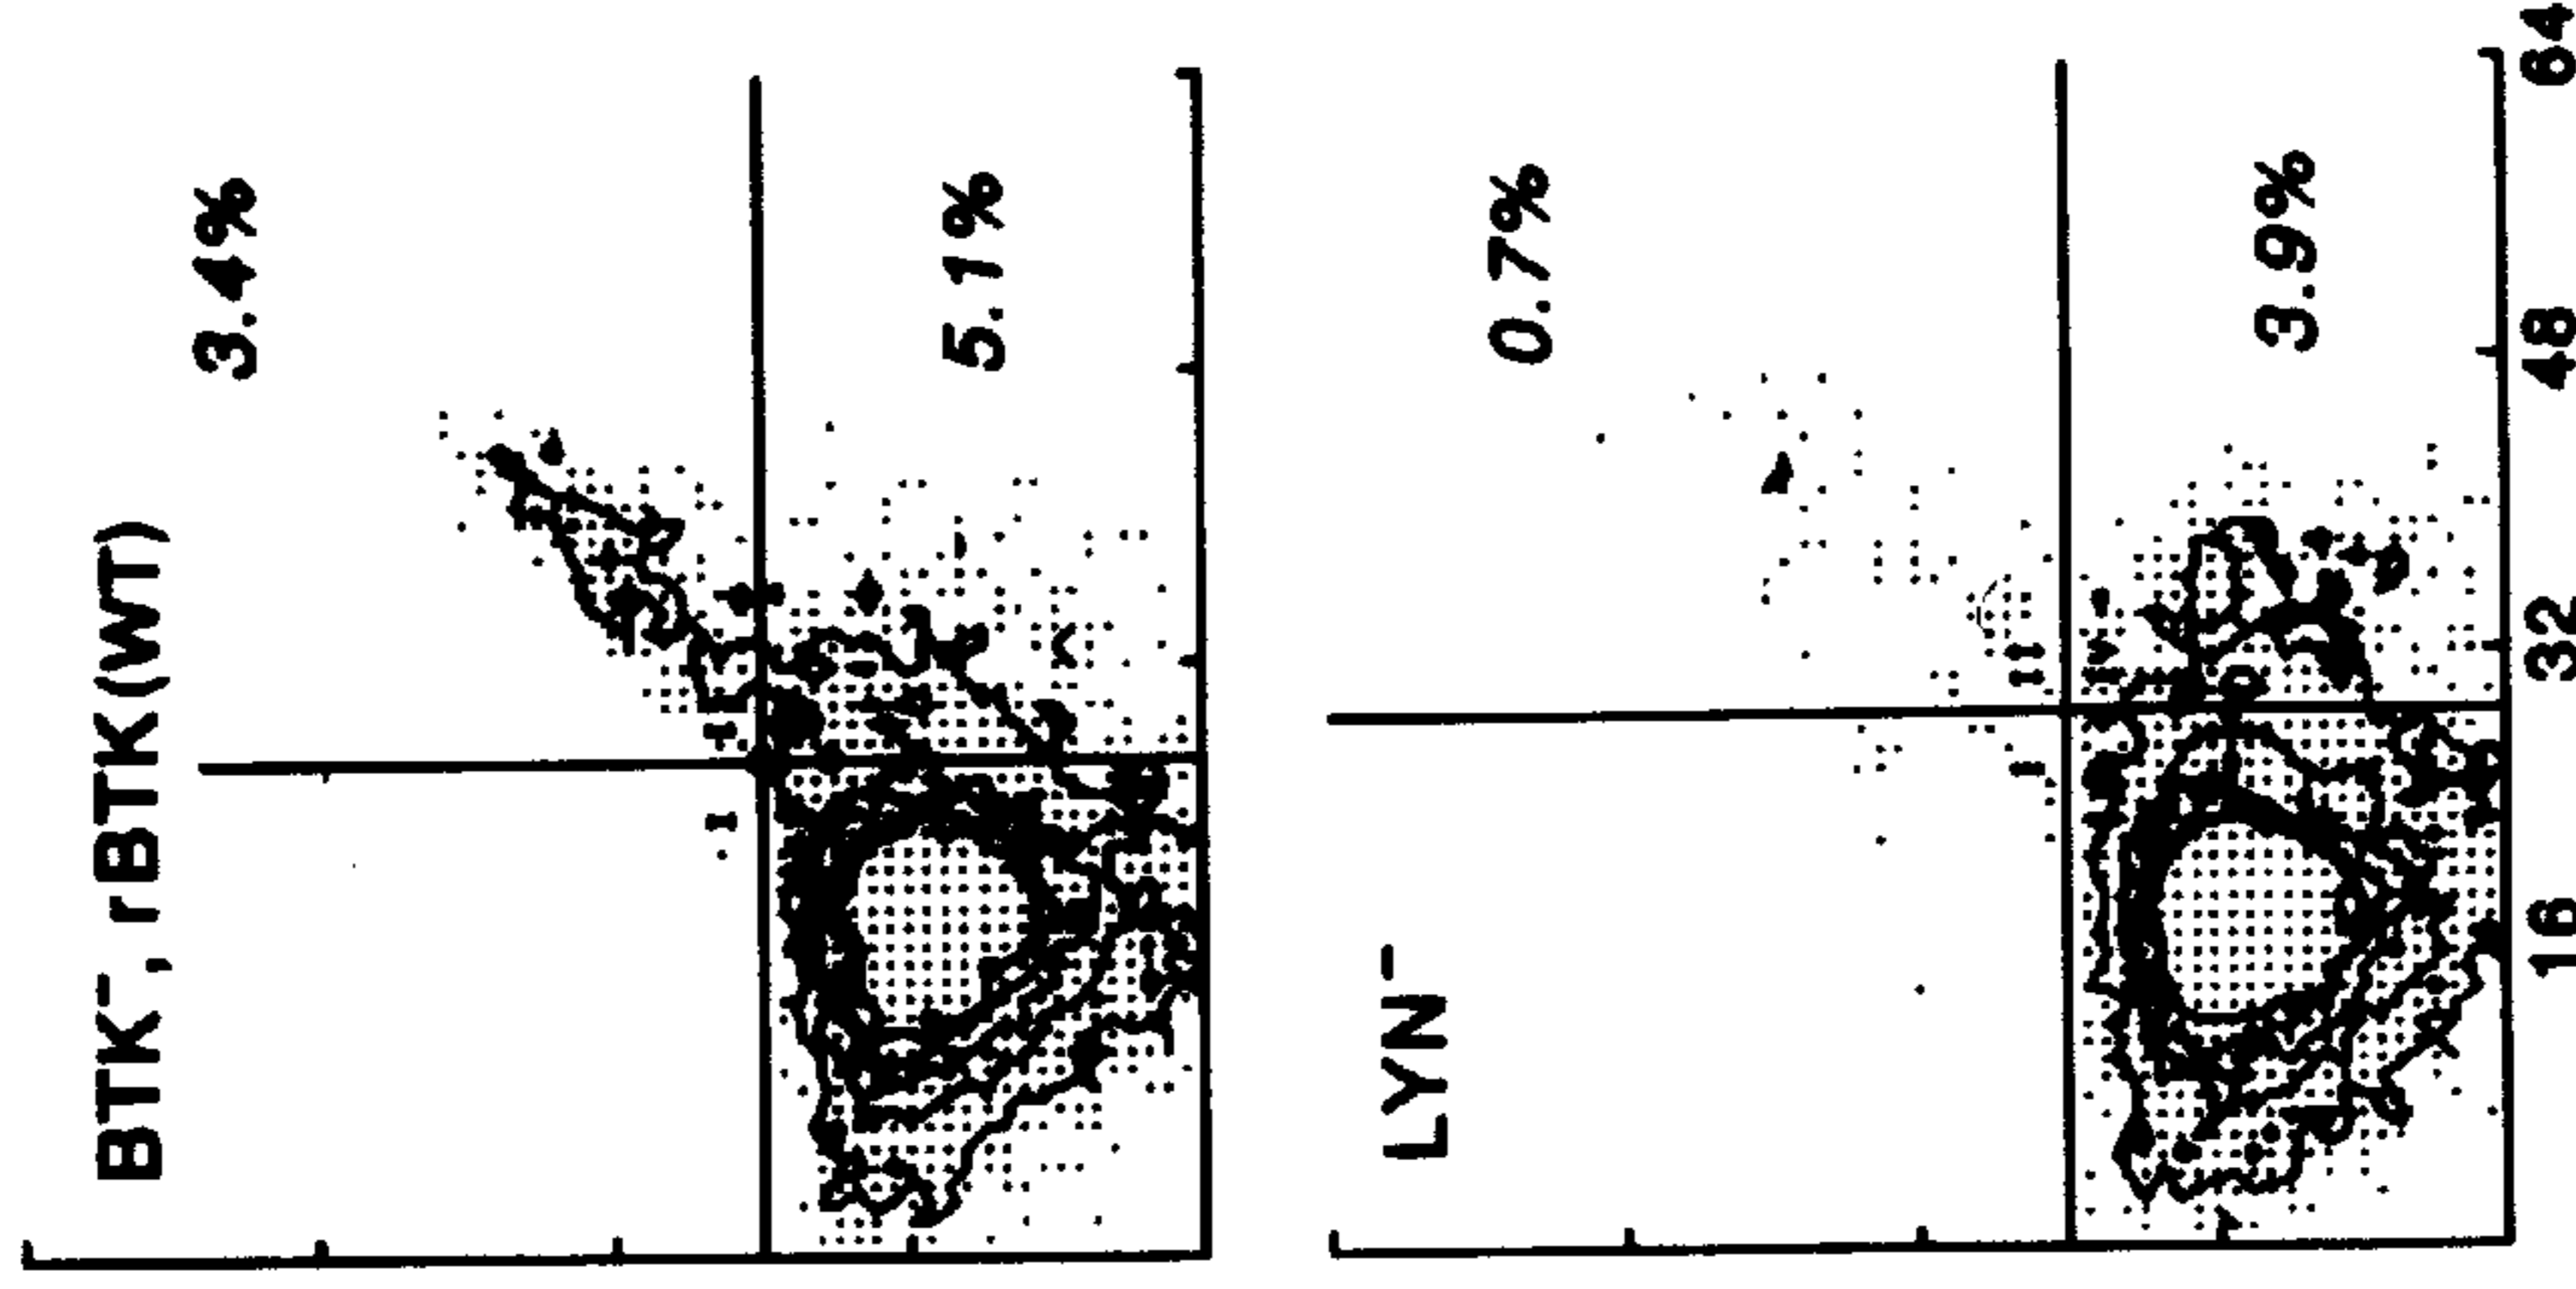 BTK⁻, rBTK(WT)
3.4%
5.1%
LYN⁻
0.7%
3.9%
16 32 48 64